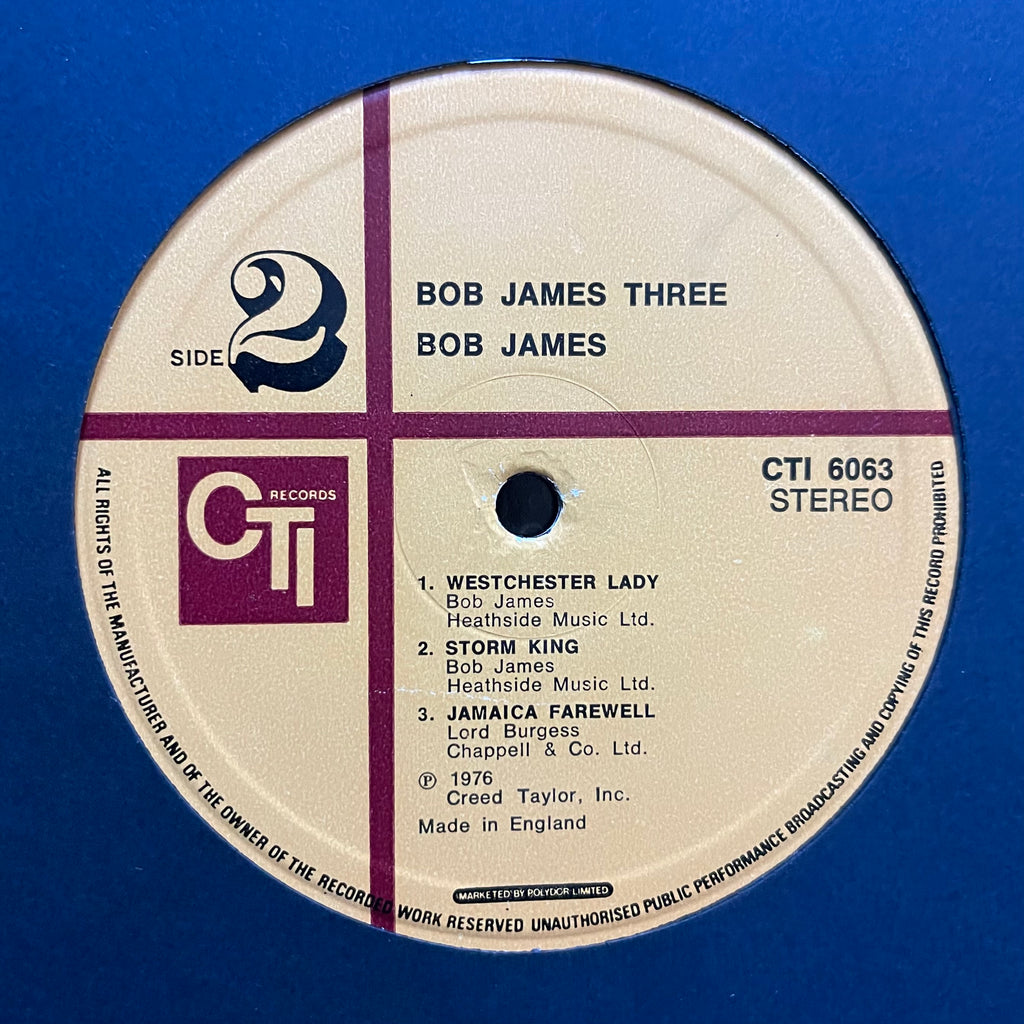 BOB JAMES THREE
BOB JAMES
SIDE 2
CTI RECORDS
CTI 6063
STEREO
1. WESTCHESTER LADY
Bob James
Heathside Music Ltd.
2. STORM KING
Bob James
Heathside Music Ltd.
3. JAMAICA FAREWELL
Lord Burgess
Chappell & Co. Ltd.
℗ 1976
Creed Taylor, Inc.
Made in England
MARKETED BY POLYDOR LIMITED
ALL RIGHTS OF THE MANUFACTURER AND OF THE OWNER OF THE RECORDED WORK RESERVED UNAUTHORISED PUBLIC PERFORMANCE BROADCASTING AND COPYING OF THIS RECORD PROHIBITED